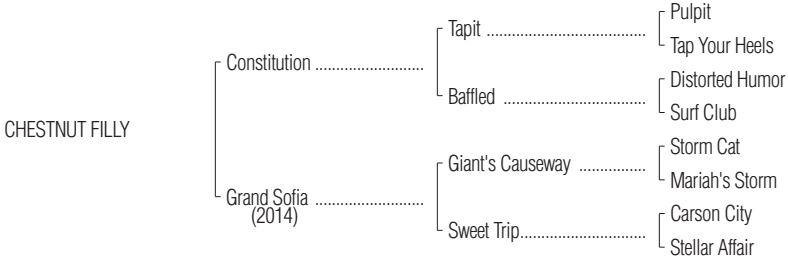 Pulpit
Tapit ......................................
Tap Your Heels
Constitution ..........................
Distorted Humor
Baffled ..................................
Surf Club
CHESTNUT FILLY
Storm Cat
Giant's Causeway ................
Mariah's Storm
Grand Sofia ..........................
(2014)
Carson City
Sweet Trip..............................
Stellar Affair